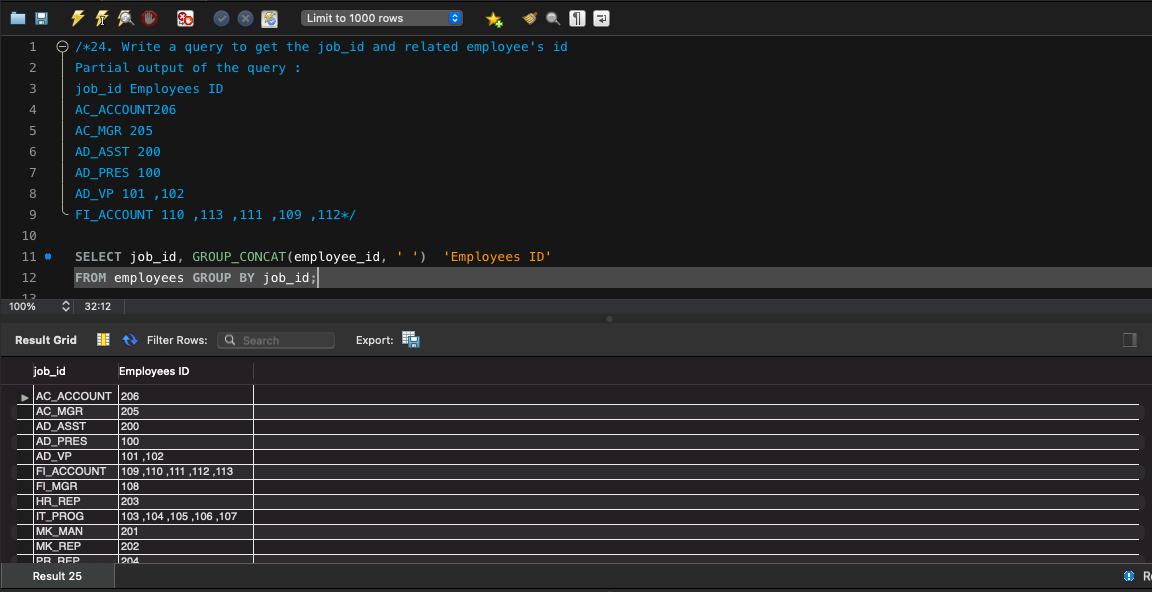 Limit to 1000 rows
1 /*24. Write a query to get the job_id and related employee's id
2 Partial output of the query :
3 job_id Employees ID
4 AC_ACCOUNT206
5 AC_MGR 205
6 AD_ASST 200
7 AD_PRES 100
8 AD_VP 101 ,102
9 FI_ACCOUNT 110 ,113 ,111 ,109 ,112*/
10
11 SELECT job_id, GROUP_CONCAT(employee_id, ' ')  'Employees ID'
12 FROM employees GROUP BY job_id;
13
100% 32:12
Result Grid Filter Rows: Search Export:
job_id Employees ID
AC_ACCOUNT 206
AC_MGR 205
AD_ASST 200
AD_PRES 100
AD_VP 101 ,102
FI_ACCOUNT 109 ,110 ,111 ,112 ,113
FI_MGR 108
HR_REP 203
IT_PROG 103 ,104 ,105 ,106 ,107
MK_MAN 201
MK_REP 202
PR_REP 204
Result 25